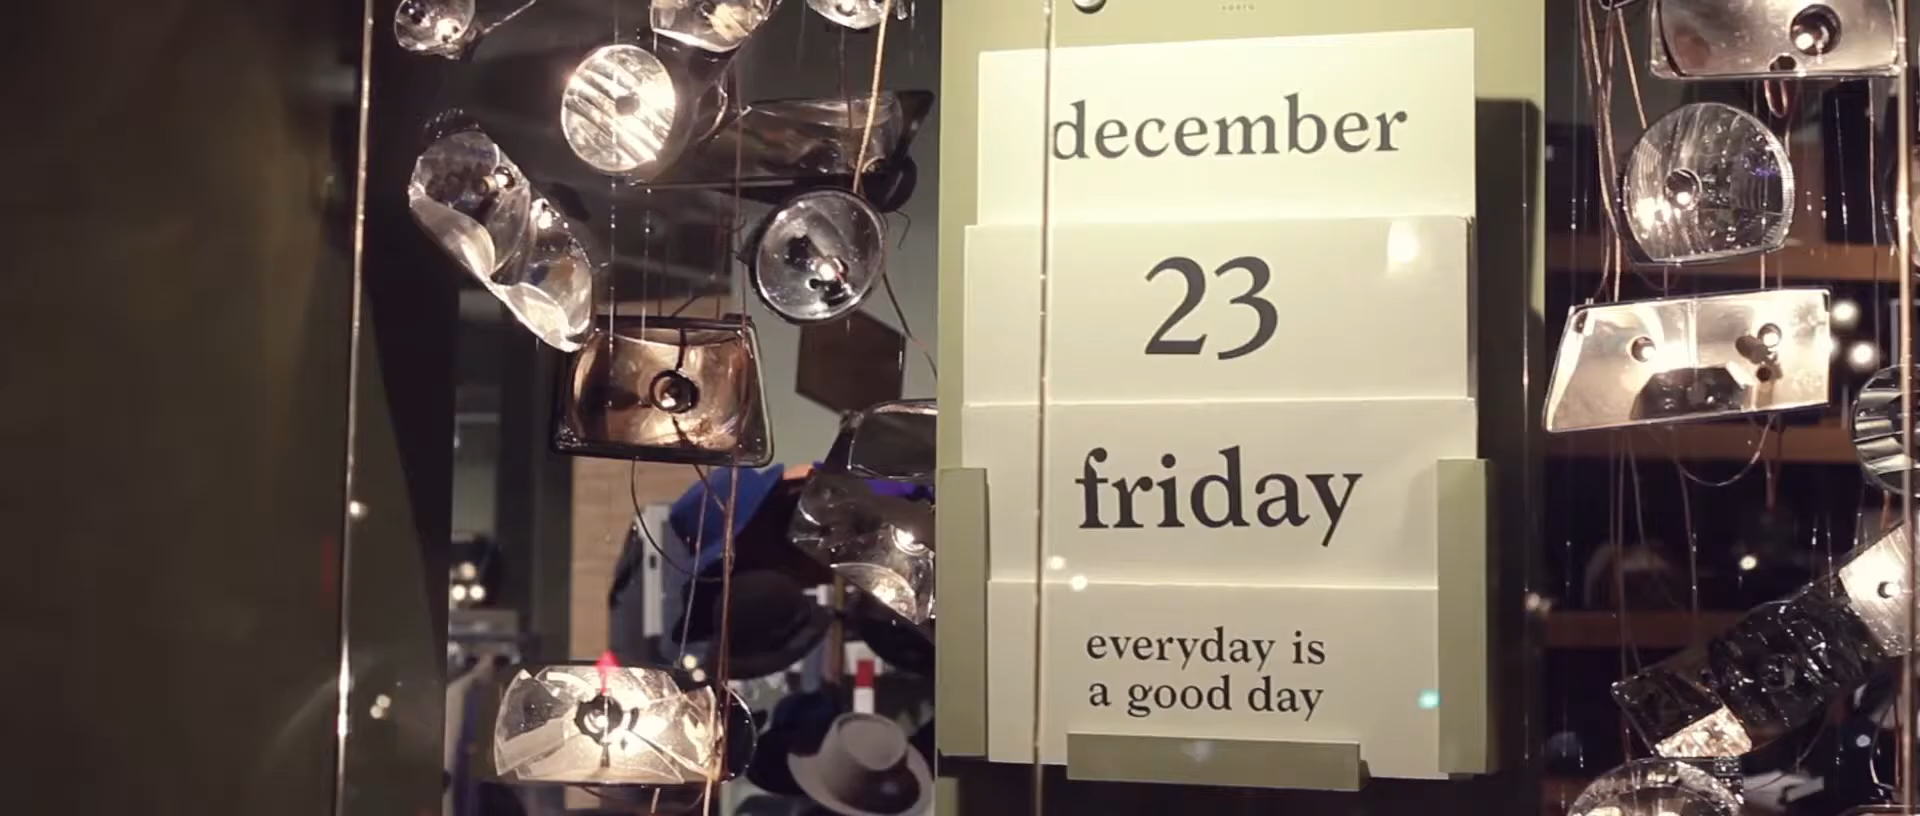 december
23
friday
everyday is
a good day